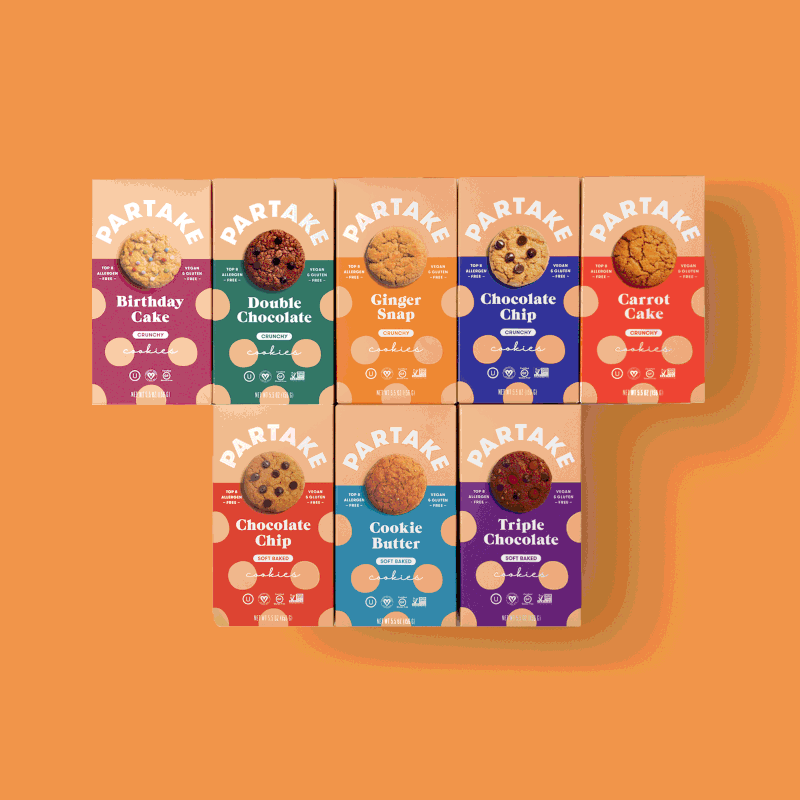 PARTAKE
TOP 9
ALLERGEN
– FREE –
VEGAN
& GLUTEN
– FREE –
Birthday
Cake
CRUNCHY
cookies
PARTAKE
TOP 9
ALLERGEN
– FREE –
VEGAN
& GLUTEN
– FREE –
Double
Chocolate
CRUNCHY
cookies
PARTAKE
TOP 9
ALLERGEN
– FREE –
VEGAN
& GLUTEN
– FREE –
Ginger
Snap
CRUNCHY
cookies
PARTAKE
TOP 9
ALLERGEN
– FREE –
VEGAN
& GLUTEN
– FREE –
Chocolate
Chip
CRUNCHY
cookies
PARTAKE
TOP 9
ALLERGEN
– FREE –
VEGAN
& GLUTEN
– FREE –
Carrot
Cake
CRUNCHY
cookies
PARTAKE
TOP 9
ALLERGEN
– FREE –
VEGAN
& GLUTEN
– FREE –
Chocolate
Chip
SOFT BAKED
cookies
PARTAKE
TOP 9
ALLERGEN
– FREE –
VEGAN
& GLUTEN
– FREE –
Cookie
Butter
SOFT BAKED
cookies
PARTAKE
TOP 9
ALLERGEN
– FREE –
VEGAN
& GLUTEN
– FREE –
Triple
Chocolate
SOFT BAKED
cookies